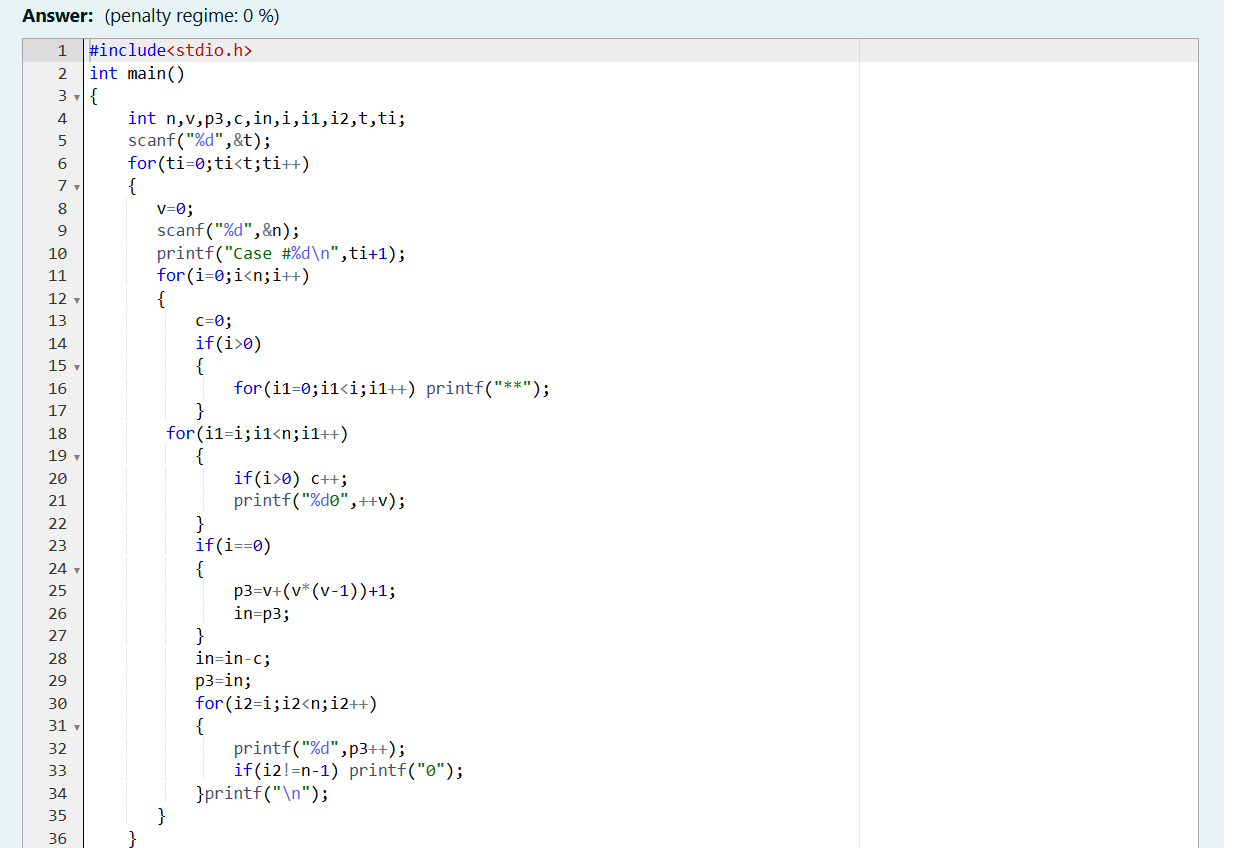 Answer: (penalty regime: 0 %)
1 #include<stdio.h>
2 int main()
3 {
4     int n,v,p3,c,in,i,i1,i2,t,ti;
5     scanf("%d",&t);
6     for(ti=0;ti<t;ti++)
7     {
8        v=0;
9        scanf("%d",&n);
10        printf("Case #%d\n",ti+1);
11        for(i=0;i<n;i++)
12        {
13            c=0;
14            if(i>0)
15            {
16                for(i1=0;i1<i;i1++) printf("**");
17            }
18         for(i1=i;i1<n;i1++)
19            {
20                if(i>0) c++;
21                printf("%d0",++v);
22            }
23            if(i==0)
24            {
25                p3=v+(v*(v-1))+1;
26                in=p3;
27            }
28            in=in-c;
29            p3=in;
30            for(i2=i;i2<n;i2++)
31            {
32                printf("%d",p3++);
33                if(i2!=n-1) printf("0");
34            }printf("\n");
35        }
36     }